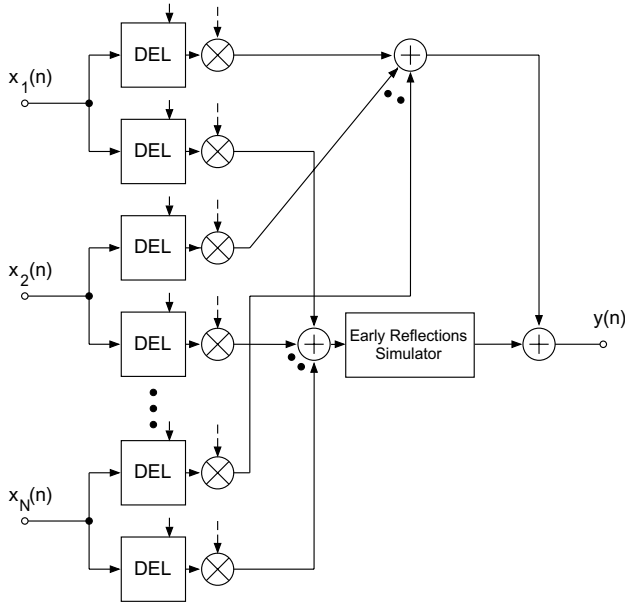 DEL
x1(n)
DEL
DEL
x2(n)
DEL
Early Reflections
Simulator
y(n)
DEL
xN(n)
DEL